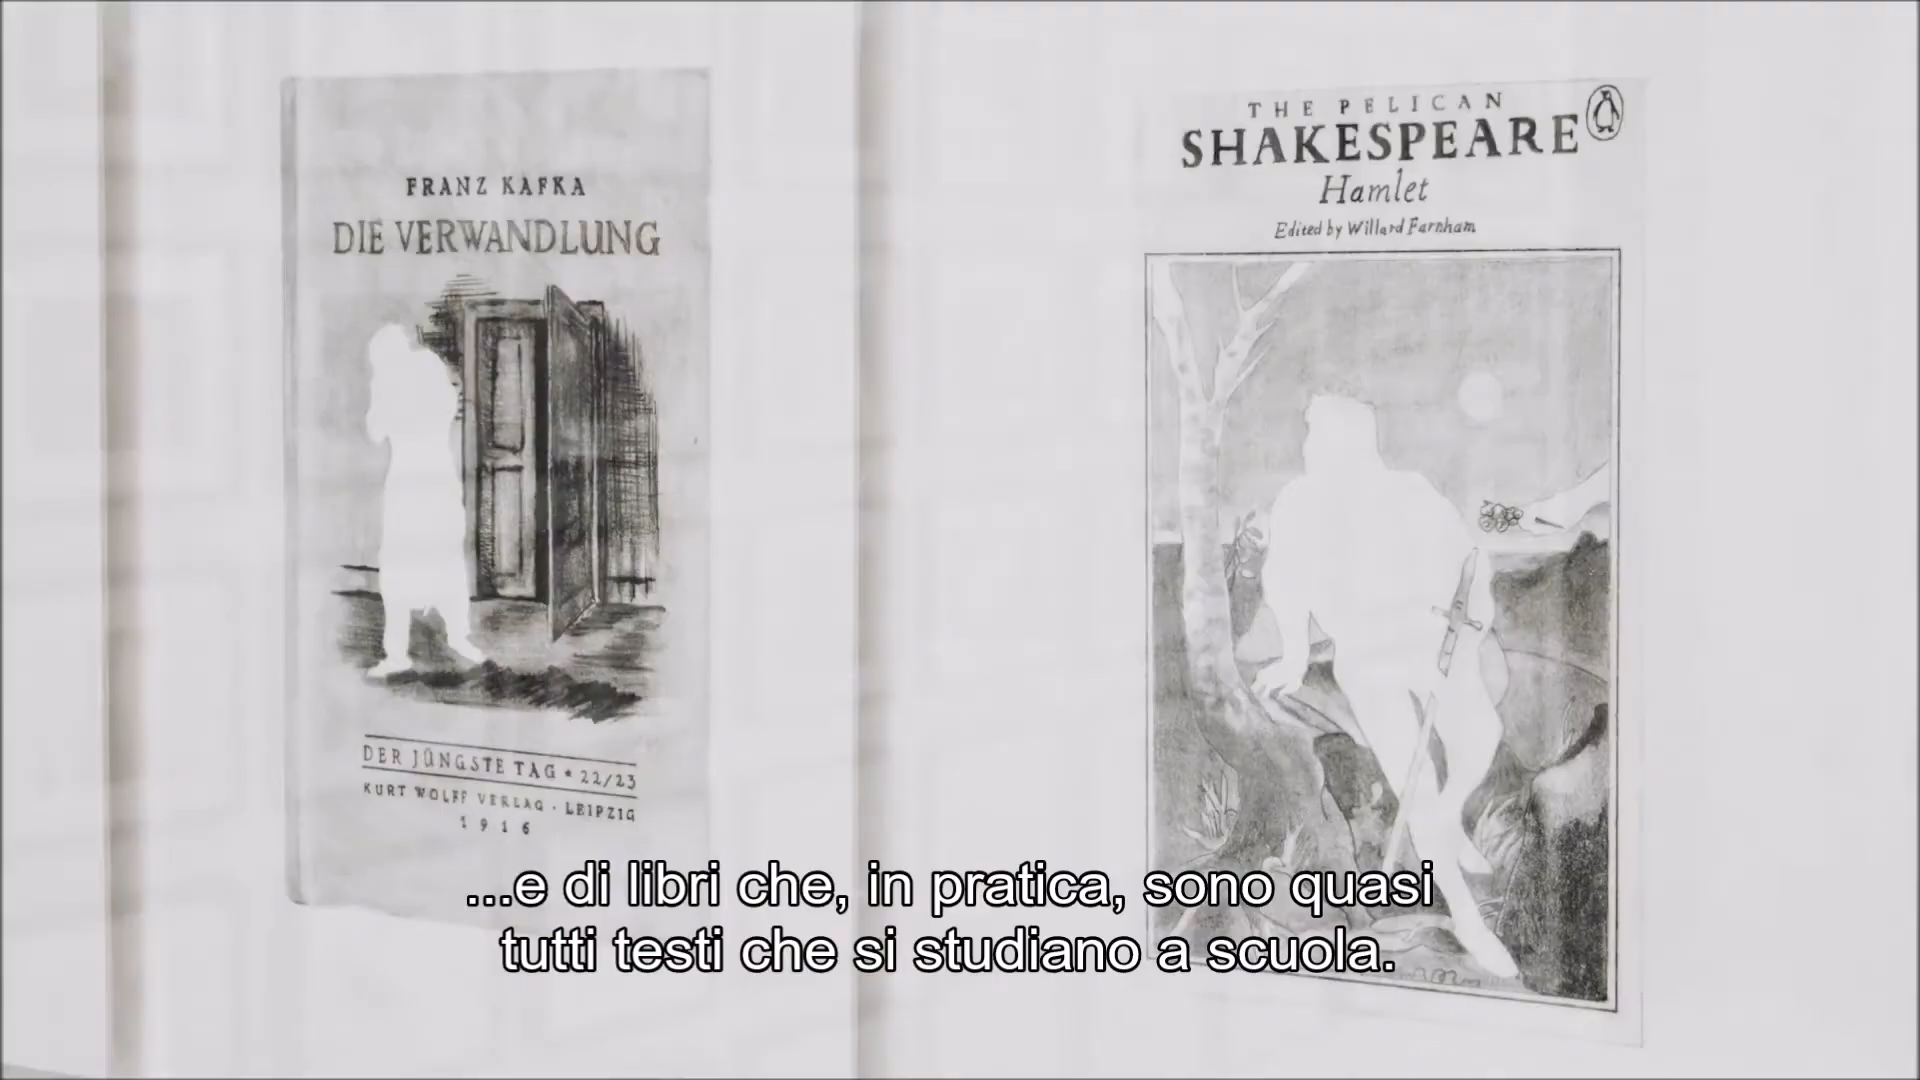 FRANZ KAFKA
DIE VERWANDLUNG
DER JÜNGSTE TAG * 22/23
KURT WOLFF VERLAG · LEIPZIG
1916
THE PELICAN
SHAKESPEARE
Hamlet
Edited by Willard Farnham
...e di libri che, in pratica, sono quasi
tutti testi che si studiano a scuola.